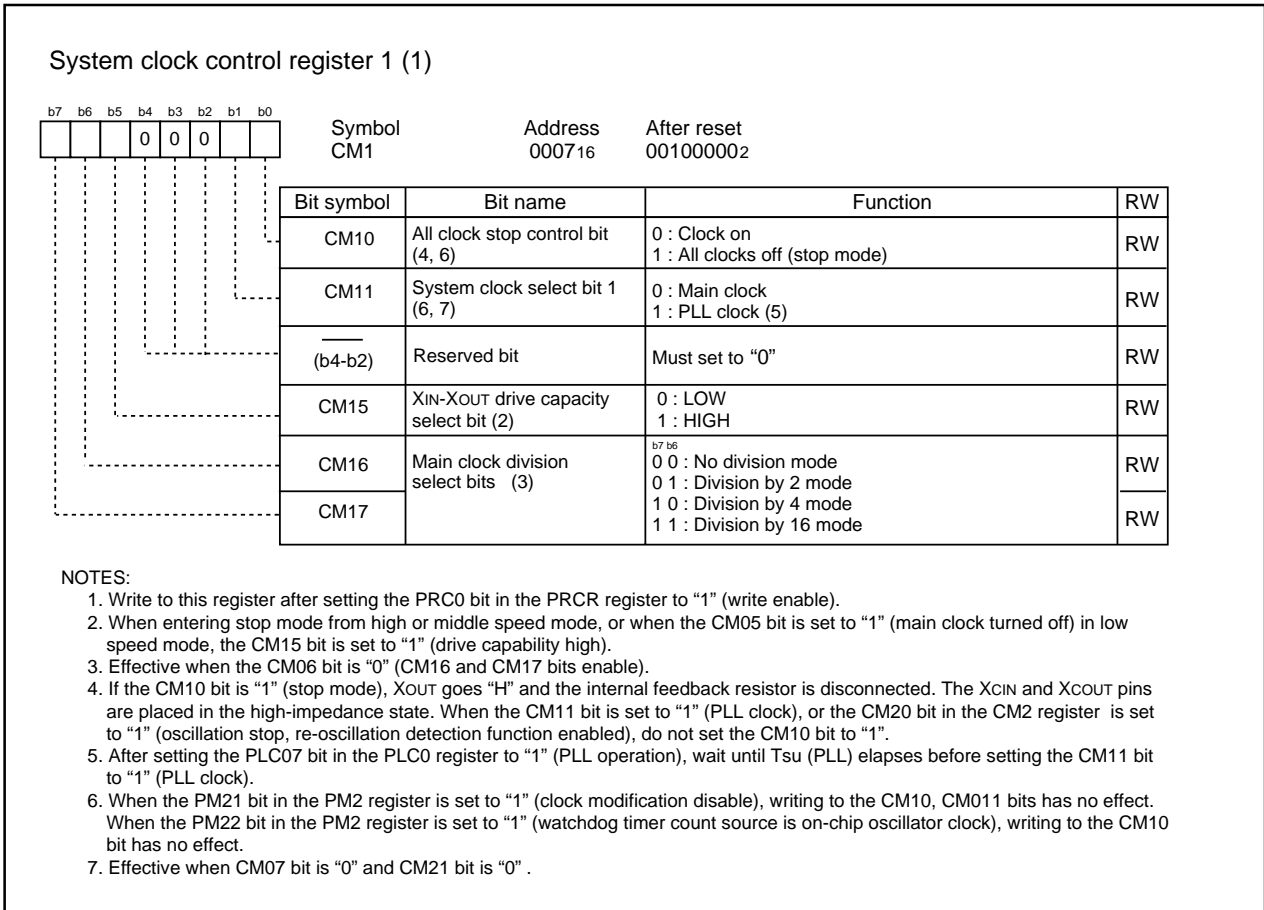 System clock control register 1 (1)
b7 b6 b5 b4 b3 b2 b1 b0
0 0 0
Symbol Address After reset
CM1 000716 001000002
Bit symbol Bit name Function RW
CM10 All clock stop control bit (4, 6) 0 : Clock on RW
1 : All clocks off (stop mode)
CM11 System clock select bit 1 (6, 7) 0 : Main clock RW
1 : PLL clock (5)
(b4-b2) Reserved bit Must set to “0” RW
CM15 XIN-XOUT drive capacity select bit (2) 0 : LOW RW
1 : HIGH
b7 b6
CM16 Main clock division select bits (3) 0 0 : No division mode RW
0 1 : Division by 2 mode
CM17 1 0 : Division by 4 mode RW
1 1 : Division by 16 mode
NOTES:
1. Write to this register after setting the PRC0 bit in the PRCR register to “1” (write enable).
2. When entering stop mode from high or middle speed mode, or when the CM05 bit is set to “1” (main clock turned off) in low
speed mode, the CM15 bit is set to “1” (drive capability high).
3. Effective when the CM06 bit is “0” (CM16 and CM17 bits enable).
4. If the CM10 bit is “1” (stop mode), XOUT goes “H” and the internal feedback resistor is disconnected. The XCIN and XCOUT pins
are placed in the high-impedance state. When the CM11 bit is set to “1” (PLL clock), or the CM20 bit in the CM2 register is set
to “1” (oscillation stop, re-oscillation detection function enabled), do not set the CM10 bit to “1”.
5. After setting the PLC07 bit in the PLC0 register to “1” (PLL operation), wait until Tsu (PLL) elapses before setting the CM11 bit
to “1” (PLL clock).
6. When the PM21 bit in the PM2 register is set to “1” (clock modification disable), writing to the CM10, CM011 bits has no effect.
When the PM22 bit in the PM2 register is set to “1” (watchdog timer count source is on-chip oscillator clock), writing to the CM10
bit has no effect.
7. Effective when CM07 bit is “0” and CM21 bit is “0” .